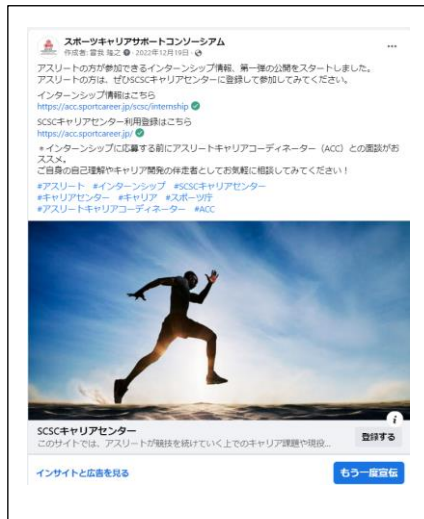 スポーツキャリアサポートコンソーシアム
作成者: 當我 隆之 · 2022年12月19日 ·
アスリートの方が参加できるインターンシップ情報、第一弾の公開をスタートしました。
アスリートの方は、ぜひSCSCキャリアセンターに登録して参加してみてください。
インターンシップ情報はこちら
https://acc.sportcareer.jp/scsc/internship
SCSCキャリアセンター利用登録はこちら
https://acc.sportcareer.jp/
＊インターンシップに応募する前にアスリートキャリアコーディネーター（ACC）との面談がお
ススメ。
ご自身の自己理解やキャリア開発の伴走者としてお気軽に相談してみてください！
#アスリート #インターンシップ #SCSCキャリアセンター
#キャリアセンター #キャリア #スポーツ庁
#アスリートキャリアコーディネーター #ACC
SCSCキャリアセンター
このサイトでは、アスリートが競技を続けていく上でのキャリア課題や現役...
登録する
インサイトと広告を見る
もう一度宣伝